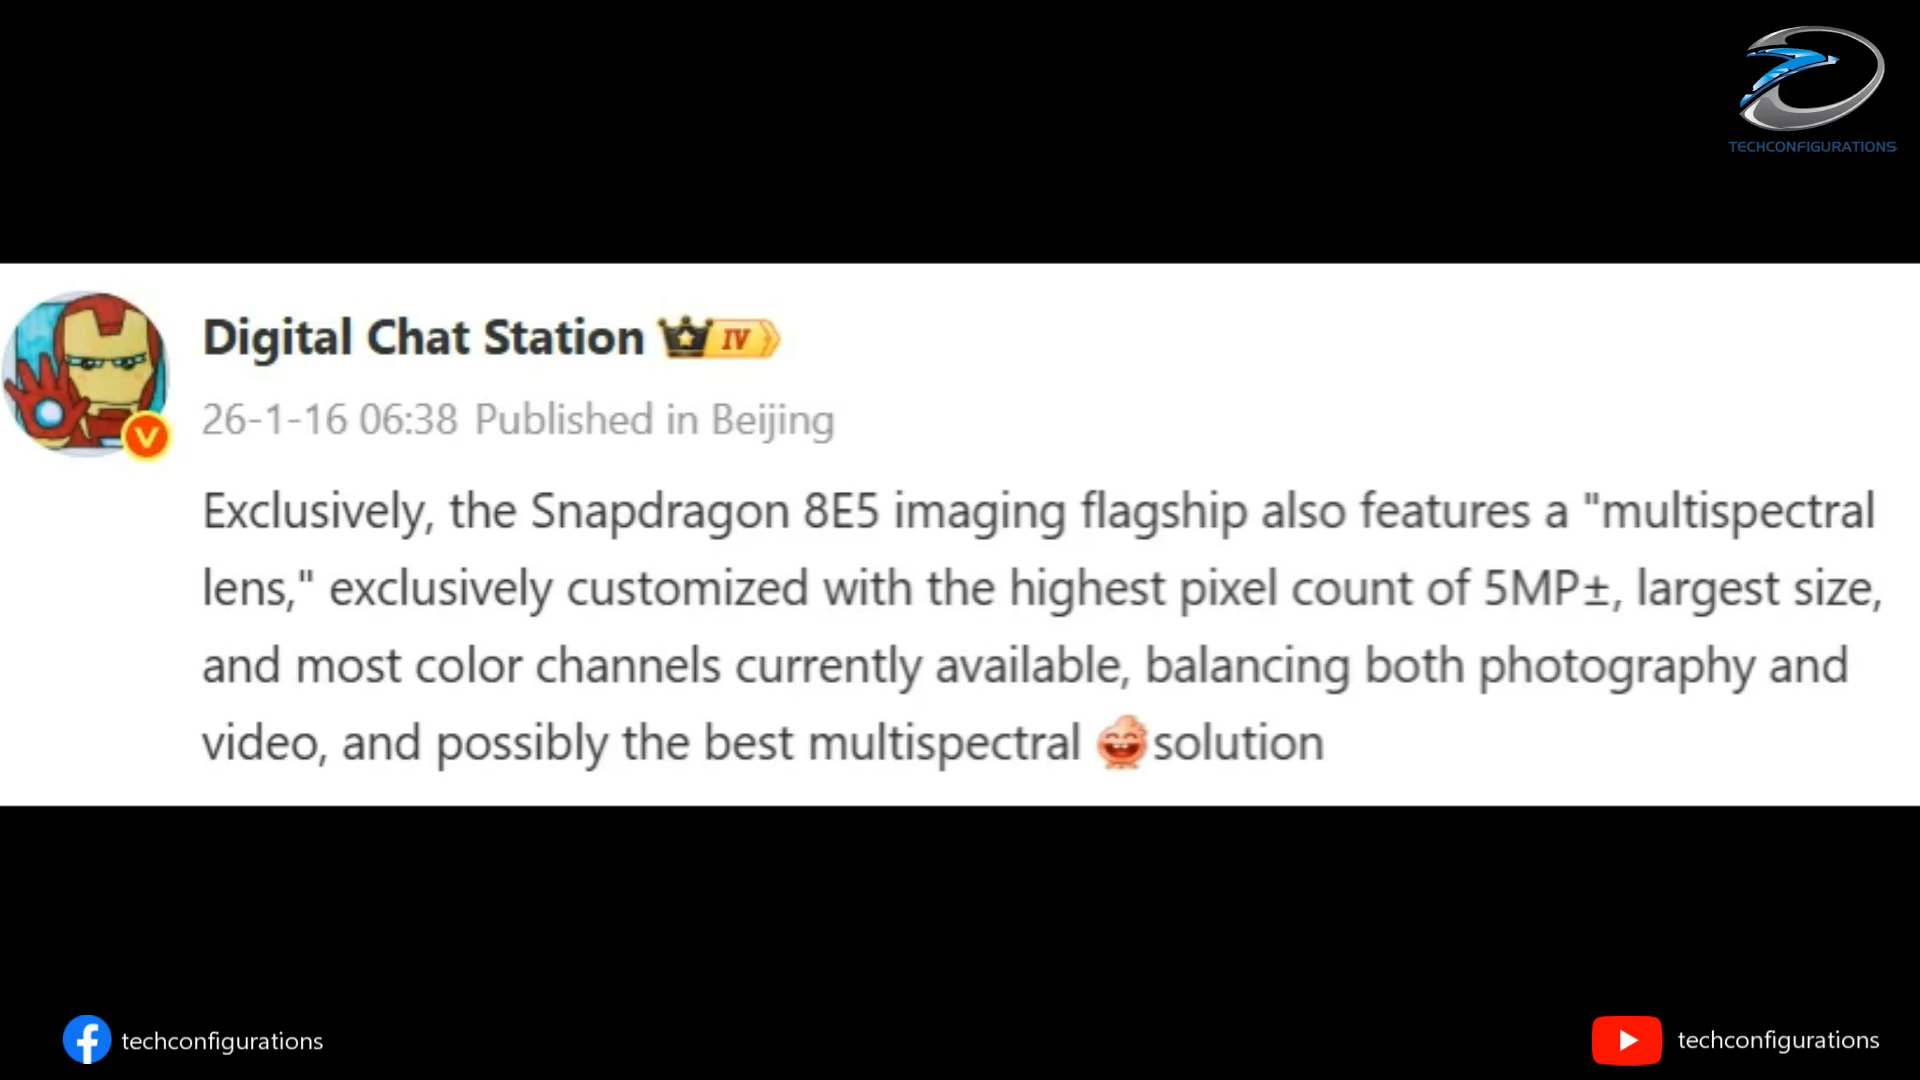 TECHCONFIGURATIONS
Digital Chat Station IV
26-1-16 06:38 Published in Beijing
Exclusively, the Snapdragon 8E5 imaging flagship also features a "multispectral
lens," exclusively customized with the highest pixel count of 5MP±, largest size,
and most color channels currently available, balancing both photography and
video, and possibly the best multispectral 😆solution
techconfigurations
techconfigurations